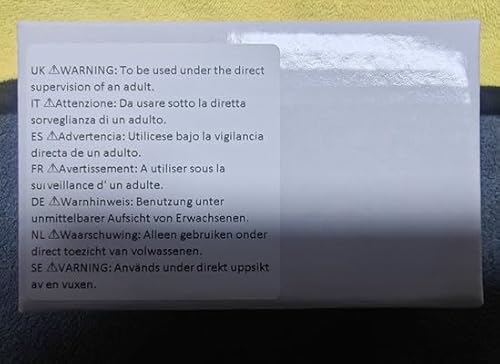 UK ⚠WARNING: To be used under the direct
supervision of an adult.
IT ⚠Attenzione: Da usare sotto la diretta
sorveglianza di un adulto.
ES ⚠Advertencia: Utilicese bajo la vigilancia
directa de un adulto.
FR ⚠Avertissement: A utiliser sous la
surveillance d' un adulte.
DE ⚠Warnhinweis: Benutzung unter
unmittelbarer Aufsicht von Erwachsenen.
NL ⚠Waarschuwing: Alleen gebruiken onder
direct toezicht van volwassenen.
SE ⚠VARNING: Används under direkt uppsikt
av en vuxen.